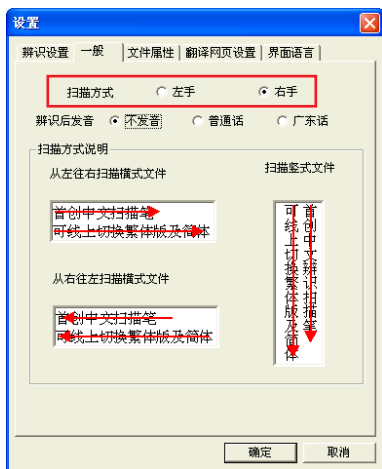 设置
辨识设置 一般 文件属性 翻译网页设置 界面语言
扫描方式 左手 右手
辨识后发音 不发音 普通话 广东话
扫描方式说明
从左往右扫描横式文件
首创中文扫描笔
可线上切换繁体版及简体
从右往左扫描横式文件
首创中文扫描笔
可线上切换繁体版及简体
扫描竖式文件
首创中文辨识扫描笔
可线上切换繁体版及简体
确定 取消